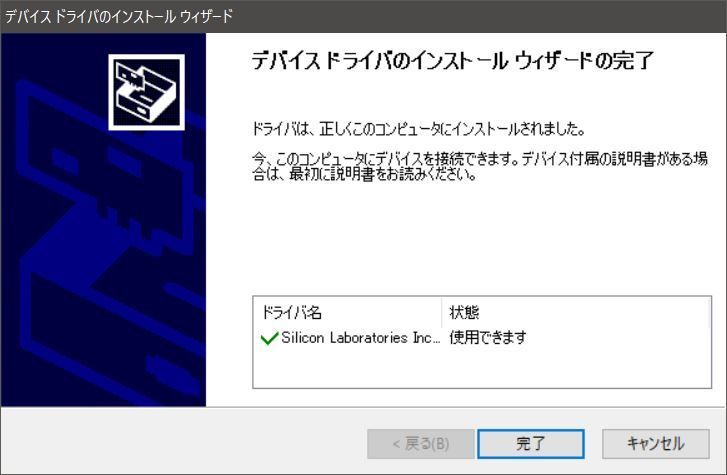 デバイス ドライバのインストール ウィザード
デバイス ドライバのインストール ウィザードの完了
ドライバは、正しくこのコンピュータにインストールされました。
今、このコンピュータにデバイスを接続できます。デバイス付属の説明書がある場
合は、最初に説明書をお読みください。
ドライバ名 状態
Silicon Laboratories Inc... 使用できます
< 戻る(B) 完了 キャンセル